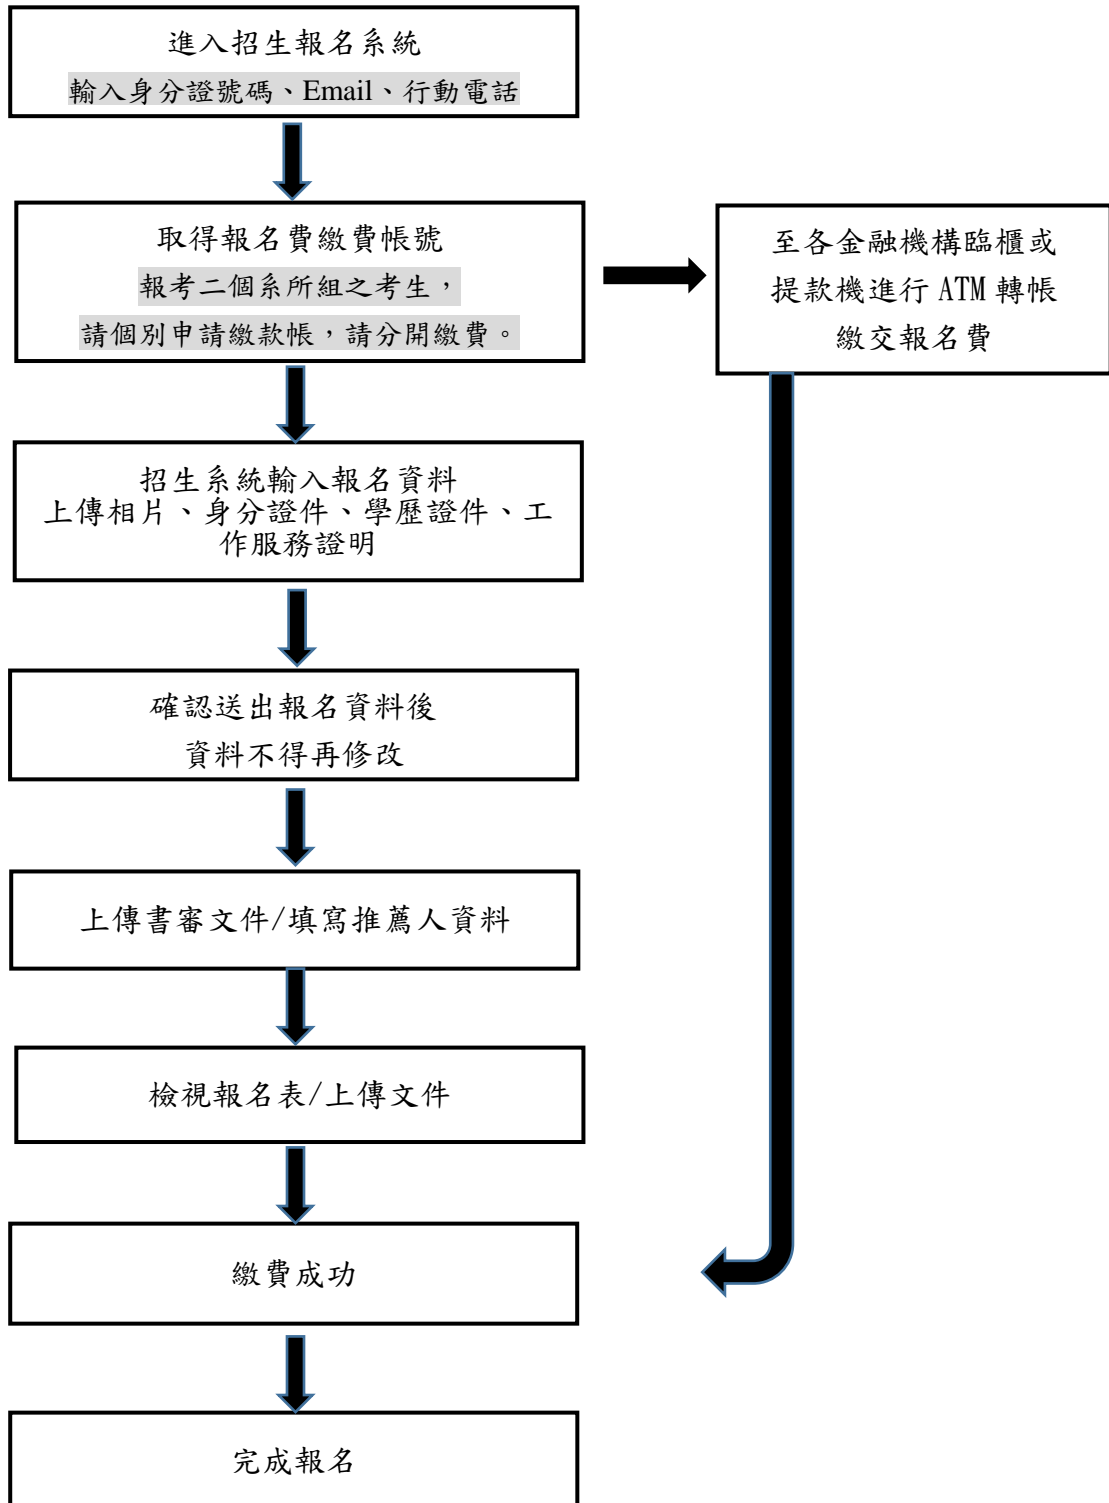 進入招生報名系統
輸入身分證號碼、Email、行動電話
取得報名費繳費帳號
報考二個系所組之考生，
請個別申請繳款帳，請分開繳費。
至各金融機構臨櫃或
提款機進行 ATM 轉帳
繳交報名費
招生系統輸入報名資料
上傳相片、身分證件、學歷證件、工
作服務證明
確認送出報名資料後
資料不得再修改
上傳書審文件/填寫推薦人資料
檢視報名表/上傳文件
繳費成功
完成報名